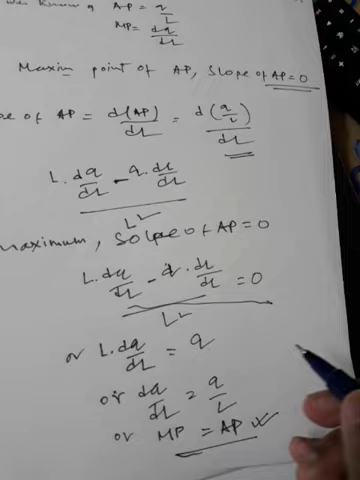 AP = q/L
MP = dq/dL
Maxim point of AP, Slope of AP = 0
of AP = d(AP)/dL = d(q/L)/dL
L. dq/dL - q. dL/dL
L²
Maximum, Slope of AP = 0
L. dq/dL - q. dL/dL = 0
L²
or L. dq/dL = q
or dq/dL = q/L
or MP = AP